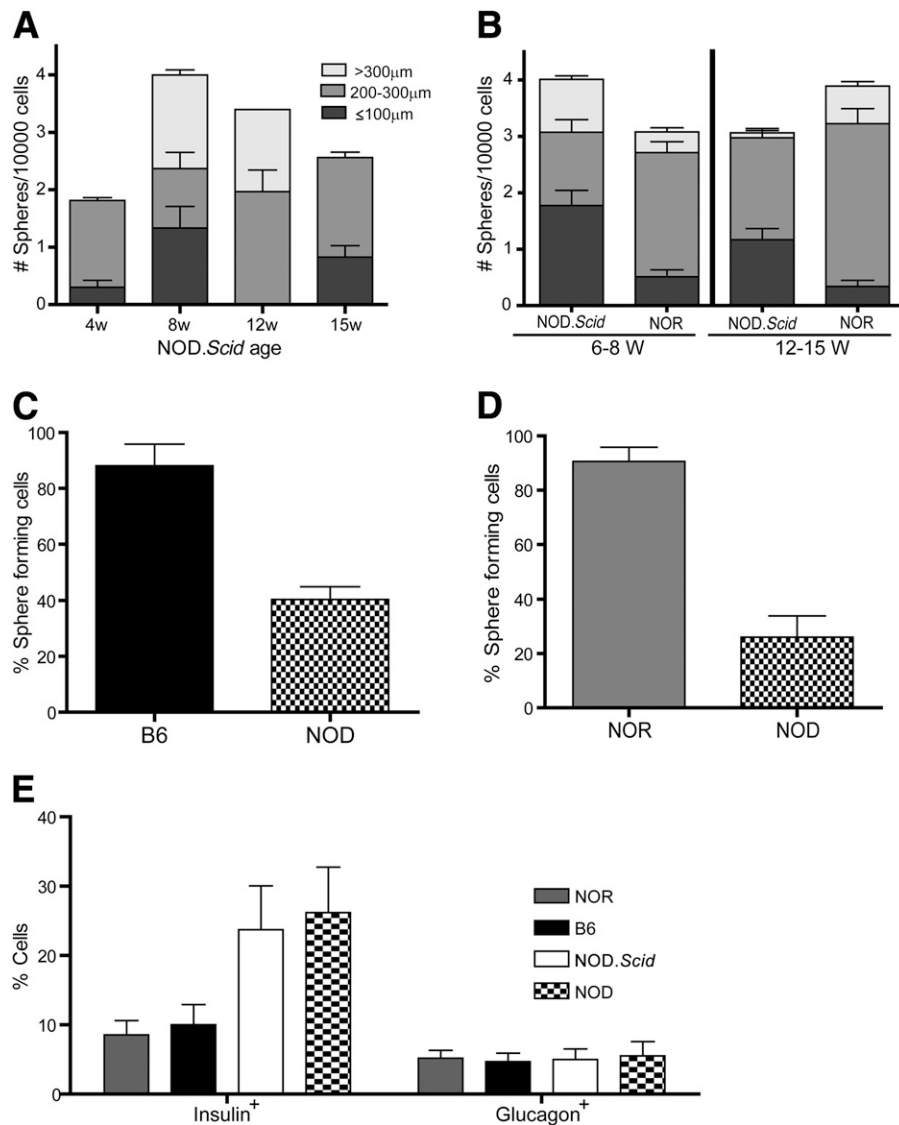 A
# Spheres/10000 cells
4
3
2
1
0
>300μm
200-300μm
≤100μm
4w 8w 12w 15w
NOD.Scid age
B
# Spheres/10000 cells
4
3
2
1
0
NOD.Scid NOR NOD.Scid NOR
6-8 W 12-15 W
C
% Sphere forming cells
100
80
60
40
20
0
B6 NOD
D
% Sphere forming cells
100
80
60
40
20
0
NOR NOD
E
% Cells
40
30
20
10
0
NOR
B6
NOD.Scid
NOD
Insulin+ Glucagon+